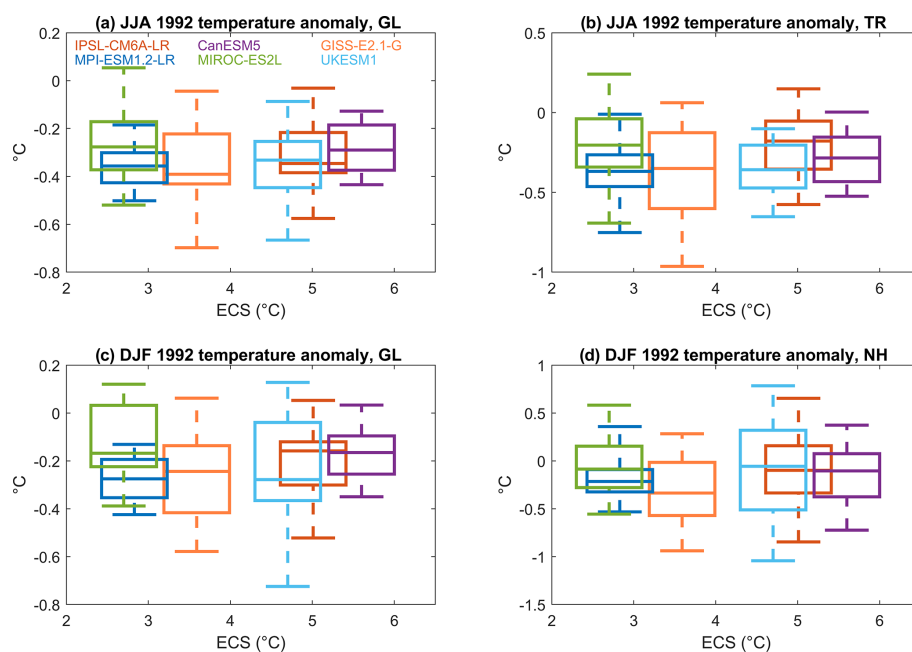 (a) JJA 1992 temperature anomaly, GL
IPSL-CM6A-LR CanESM5 GISS-E2.1-G
MPI-ESM1.2-LR MIROC-ES2L UKESM1
0.2
0
-0.2
-0.4
-0.6
-0.8
°C
2 3 4 5 6
ECS (°C)
(b) JJA 1992 temperature anomaly, TR
0.5
0
-0.5
-1
°C
2 3 4 5 6
ECS (°C)
(c) DJF 1992 temperature anomaly, GL
0.2
0
-0.2
-0.4
-0.6
-0.8
°C
2 3 4 5 6
ECS (°C)
(d) DJF 1992 temperature anomaly, NH
1
0.5
0
-0.5
-1
-1.5
°C
2 3 4 5 6
ECS (°C)